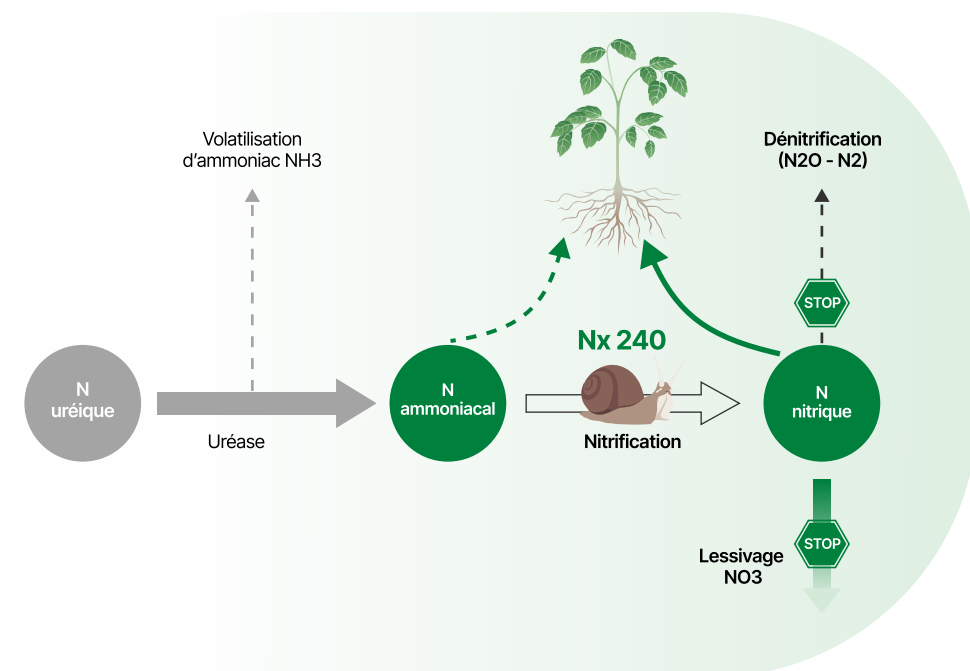 Volatilisation
d'ammoniac NH3
Dénitrification
(N2O - N2)
STOP
Nx 240
N
uréique
N
ammoniacal
N
nitrique
Uréase
Nitrification
STOP
Lessivage
NO3